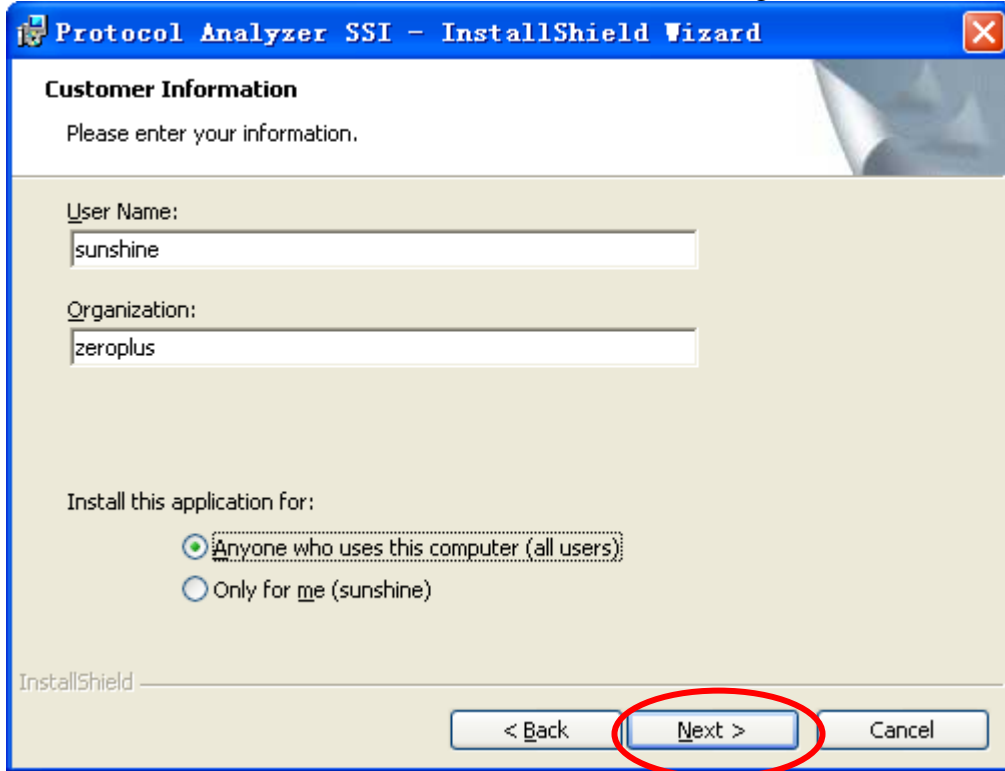 Protocol Analyzer SSI - InstallShield Wizard
Customer Information
Please enter your information.
User Name:
sunshine
Organization:
zeroplus
Install this application for:
Anyone who uses this computer (all users)
Only for me (sunshine)
InstallShield
< Back Next > Cancel